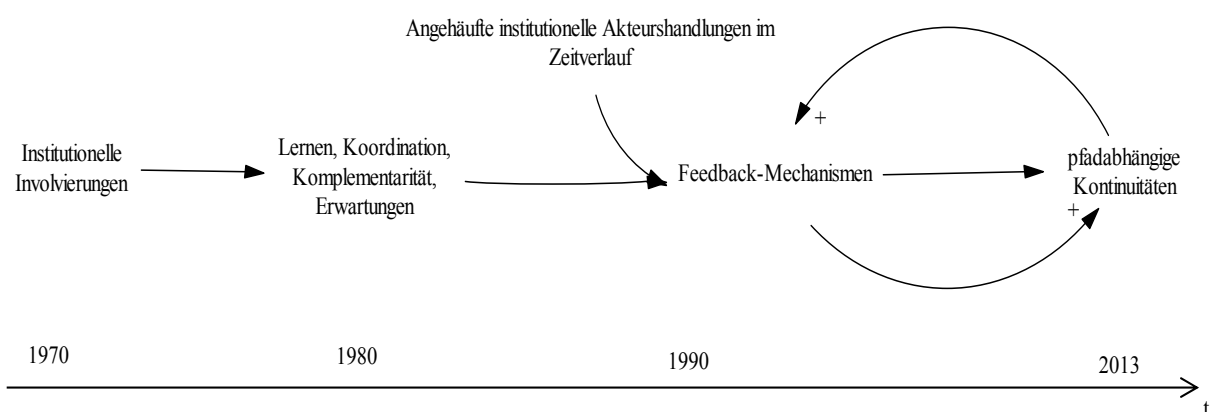 Angehäufte institutionelle Akteurshandlungen im
Zeitverlauf
+
Institutionelle
Involvierungen
Lernen, Koordination,
Komplementarität,
Erwartungen
Feedback-Mechanismen
pfadabhängige
Kontinuitäten
+
1970
1980
1990
2013
t